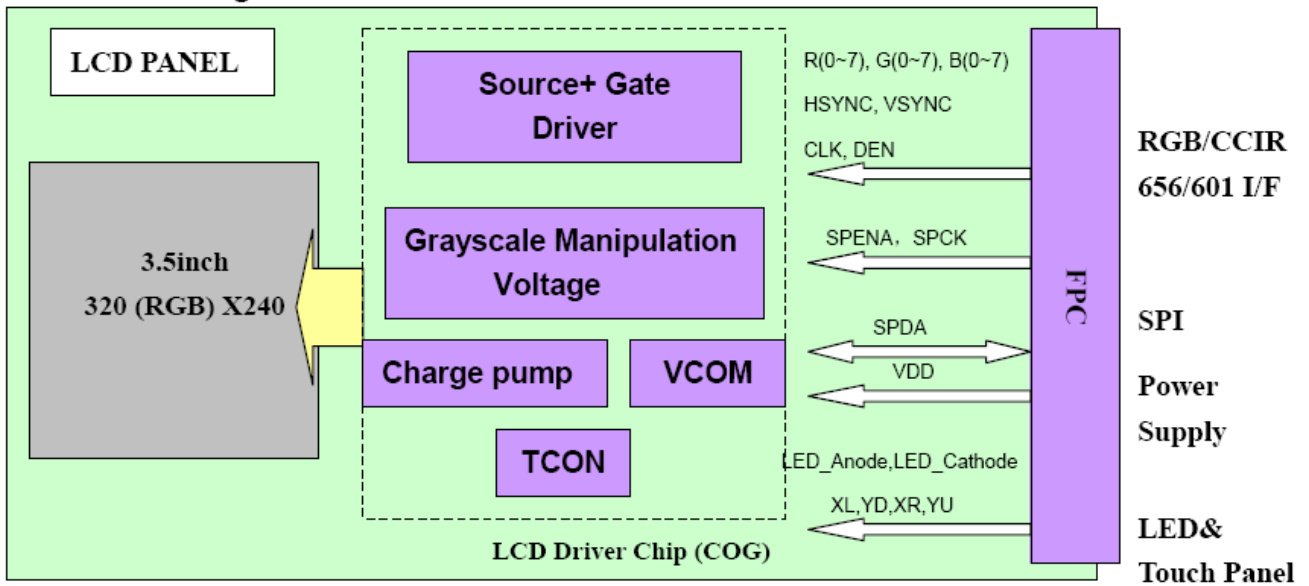 LCD PANEL
3.5inch
320 (RGB) X240
Source+ Gate
Driver
Grayscale Manipulation
Voltage
Charge pump
VCOM
TCON
LCD Driver Chip (COG)
R(0~7), G(0~7), B(0~7)
HSYNC, VSYNC
CLK, DEN
SPENA, SPCK
SPDA
VDD
LED_Anode,LED_Cathode
XL,YD,XR,YU
FPC
RGB/CCIR
656/601 I/F
SPI
Power
Supply
LED&
Touch Panel